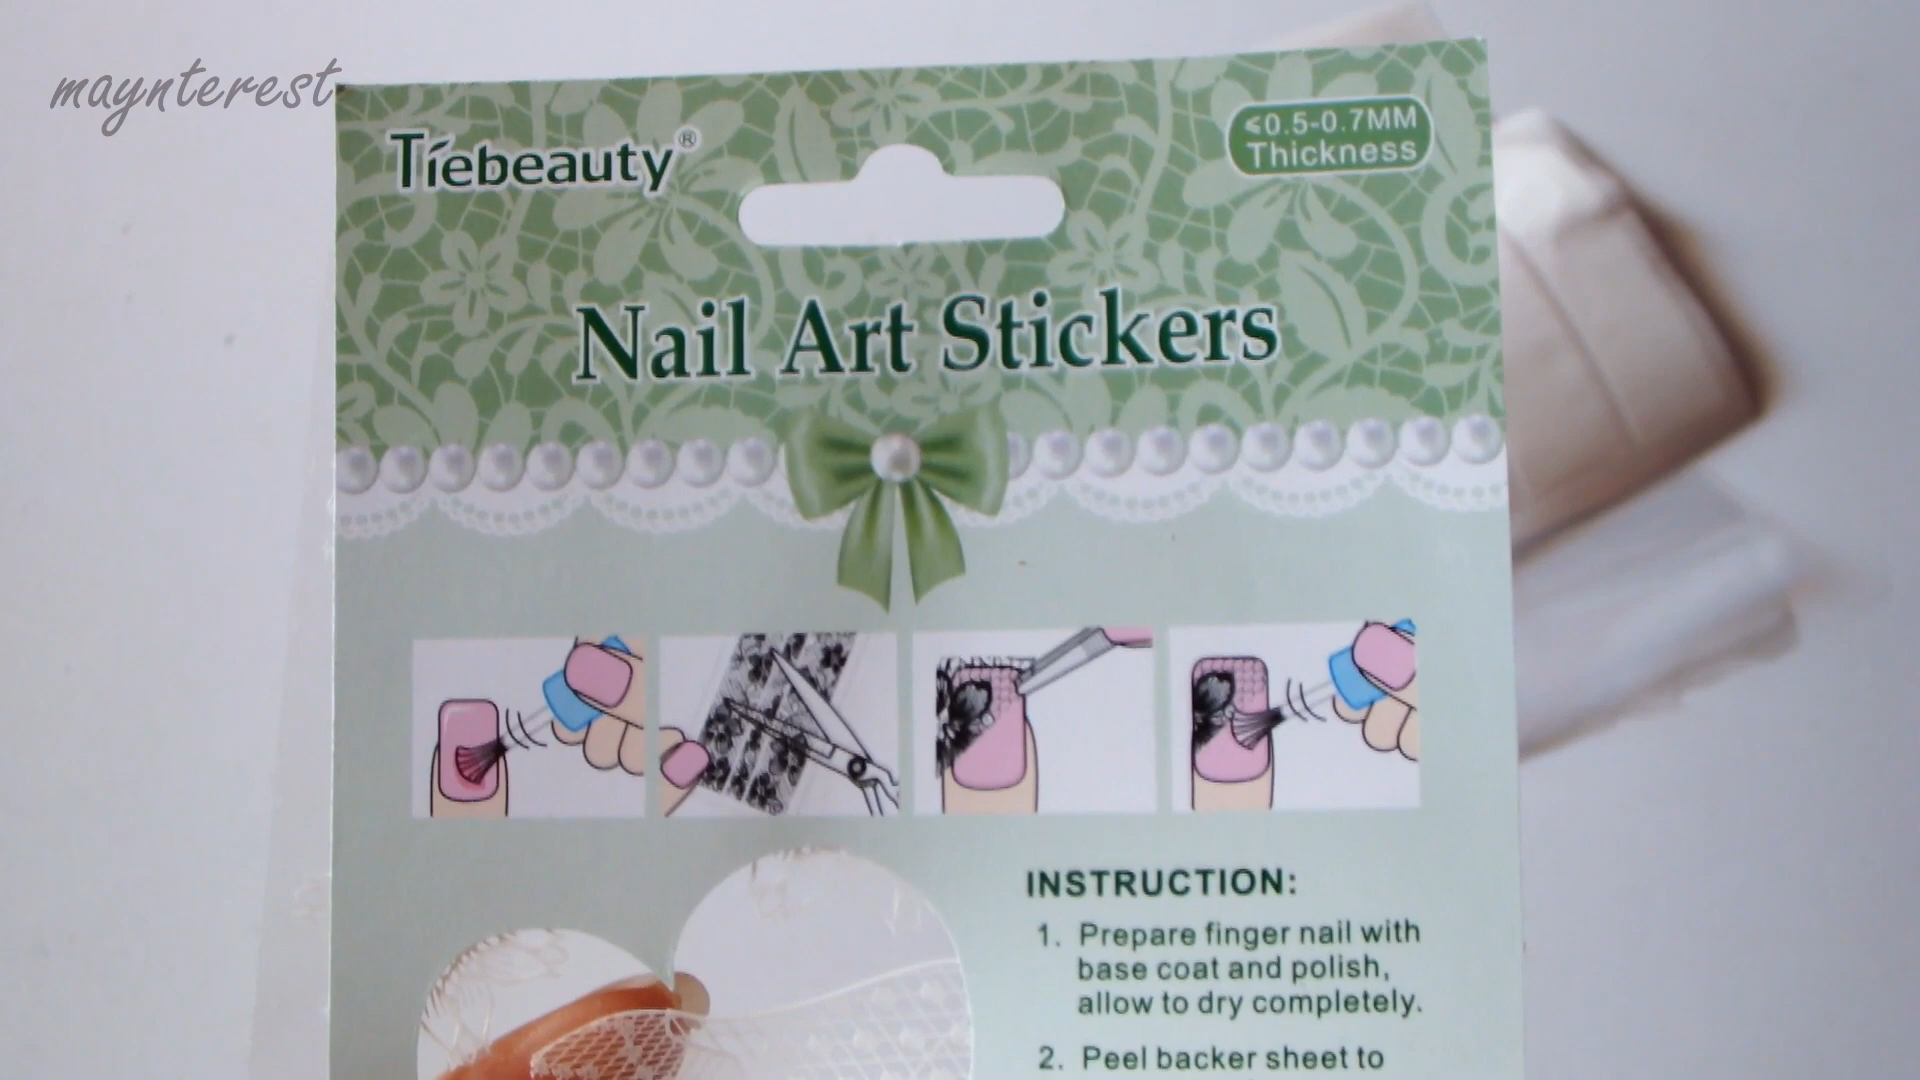 maynterest
Tiebeauty®
≤0.5-0.7MM
Thickness
Nail Art Stickers
INSTRUCTION:
1. Prepare finger nail with
base coat and polish,
allow to dry completely.
2. Peel backer sheet to